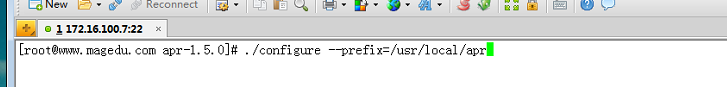 New
Reconnect
1 172.16.100.7:22
[root@www.magedu.com apr-1.5.0]# ./configure --prefix=/usr/local/apr